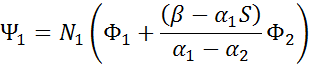 Ψ₁ = N₁ ( Φ₁ + (β − α₁S) / (α₁ − α₂) Φ₂ )